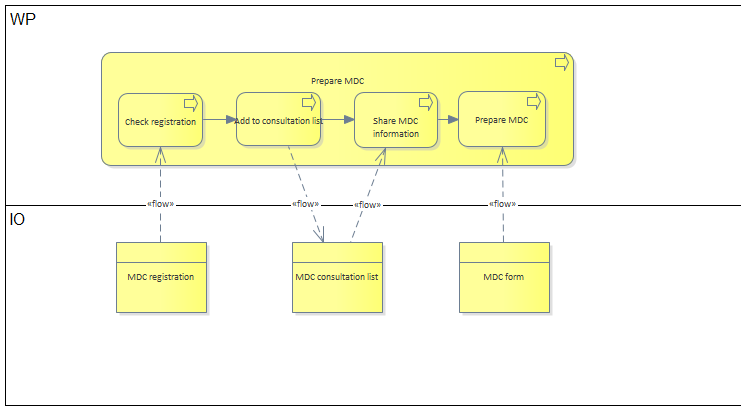 WP
Prepare MDC
Check registration
Add to consultation list
Share MDC
information
Prepare MDC
«flow»
«flow»
«flow»
«flow»
IO
MDC registration
MDC consultation list
MDC form